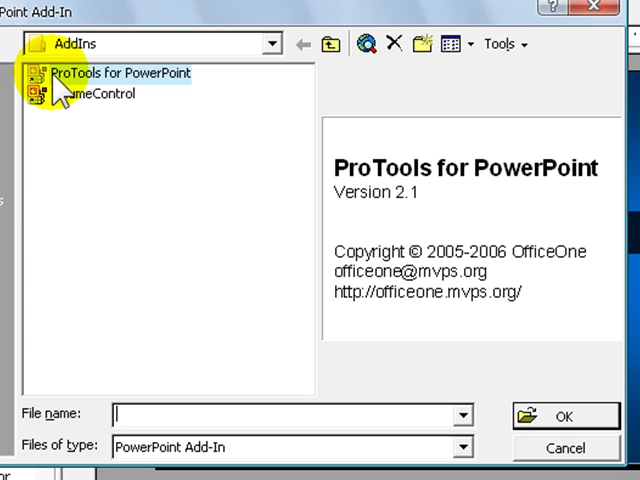 Point Add-In
AddIns
Tools
ProTools for PowerPoint
ProTools for PowerPoint
Version 2.1
Copyright © 2005-2006 OfficeOne
officeone@mvps.org
http://officeone.mvps.org/
File name:
OK
Files of type:
PowerPoint Add-In
Cancel